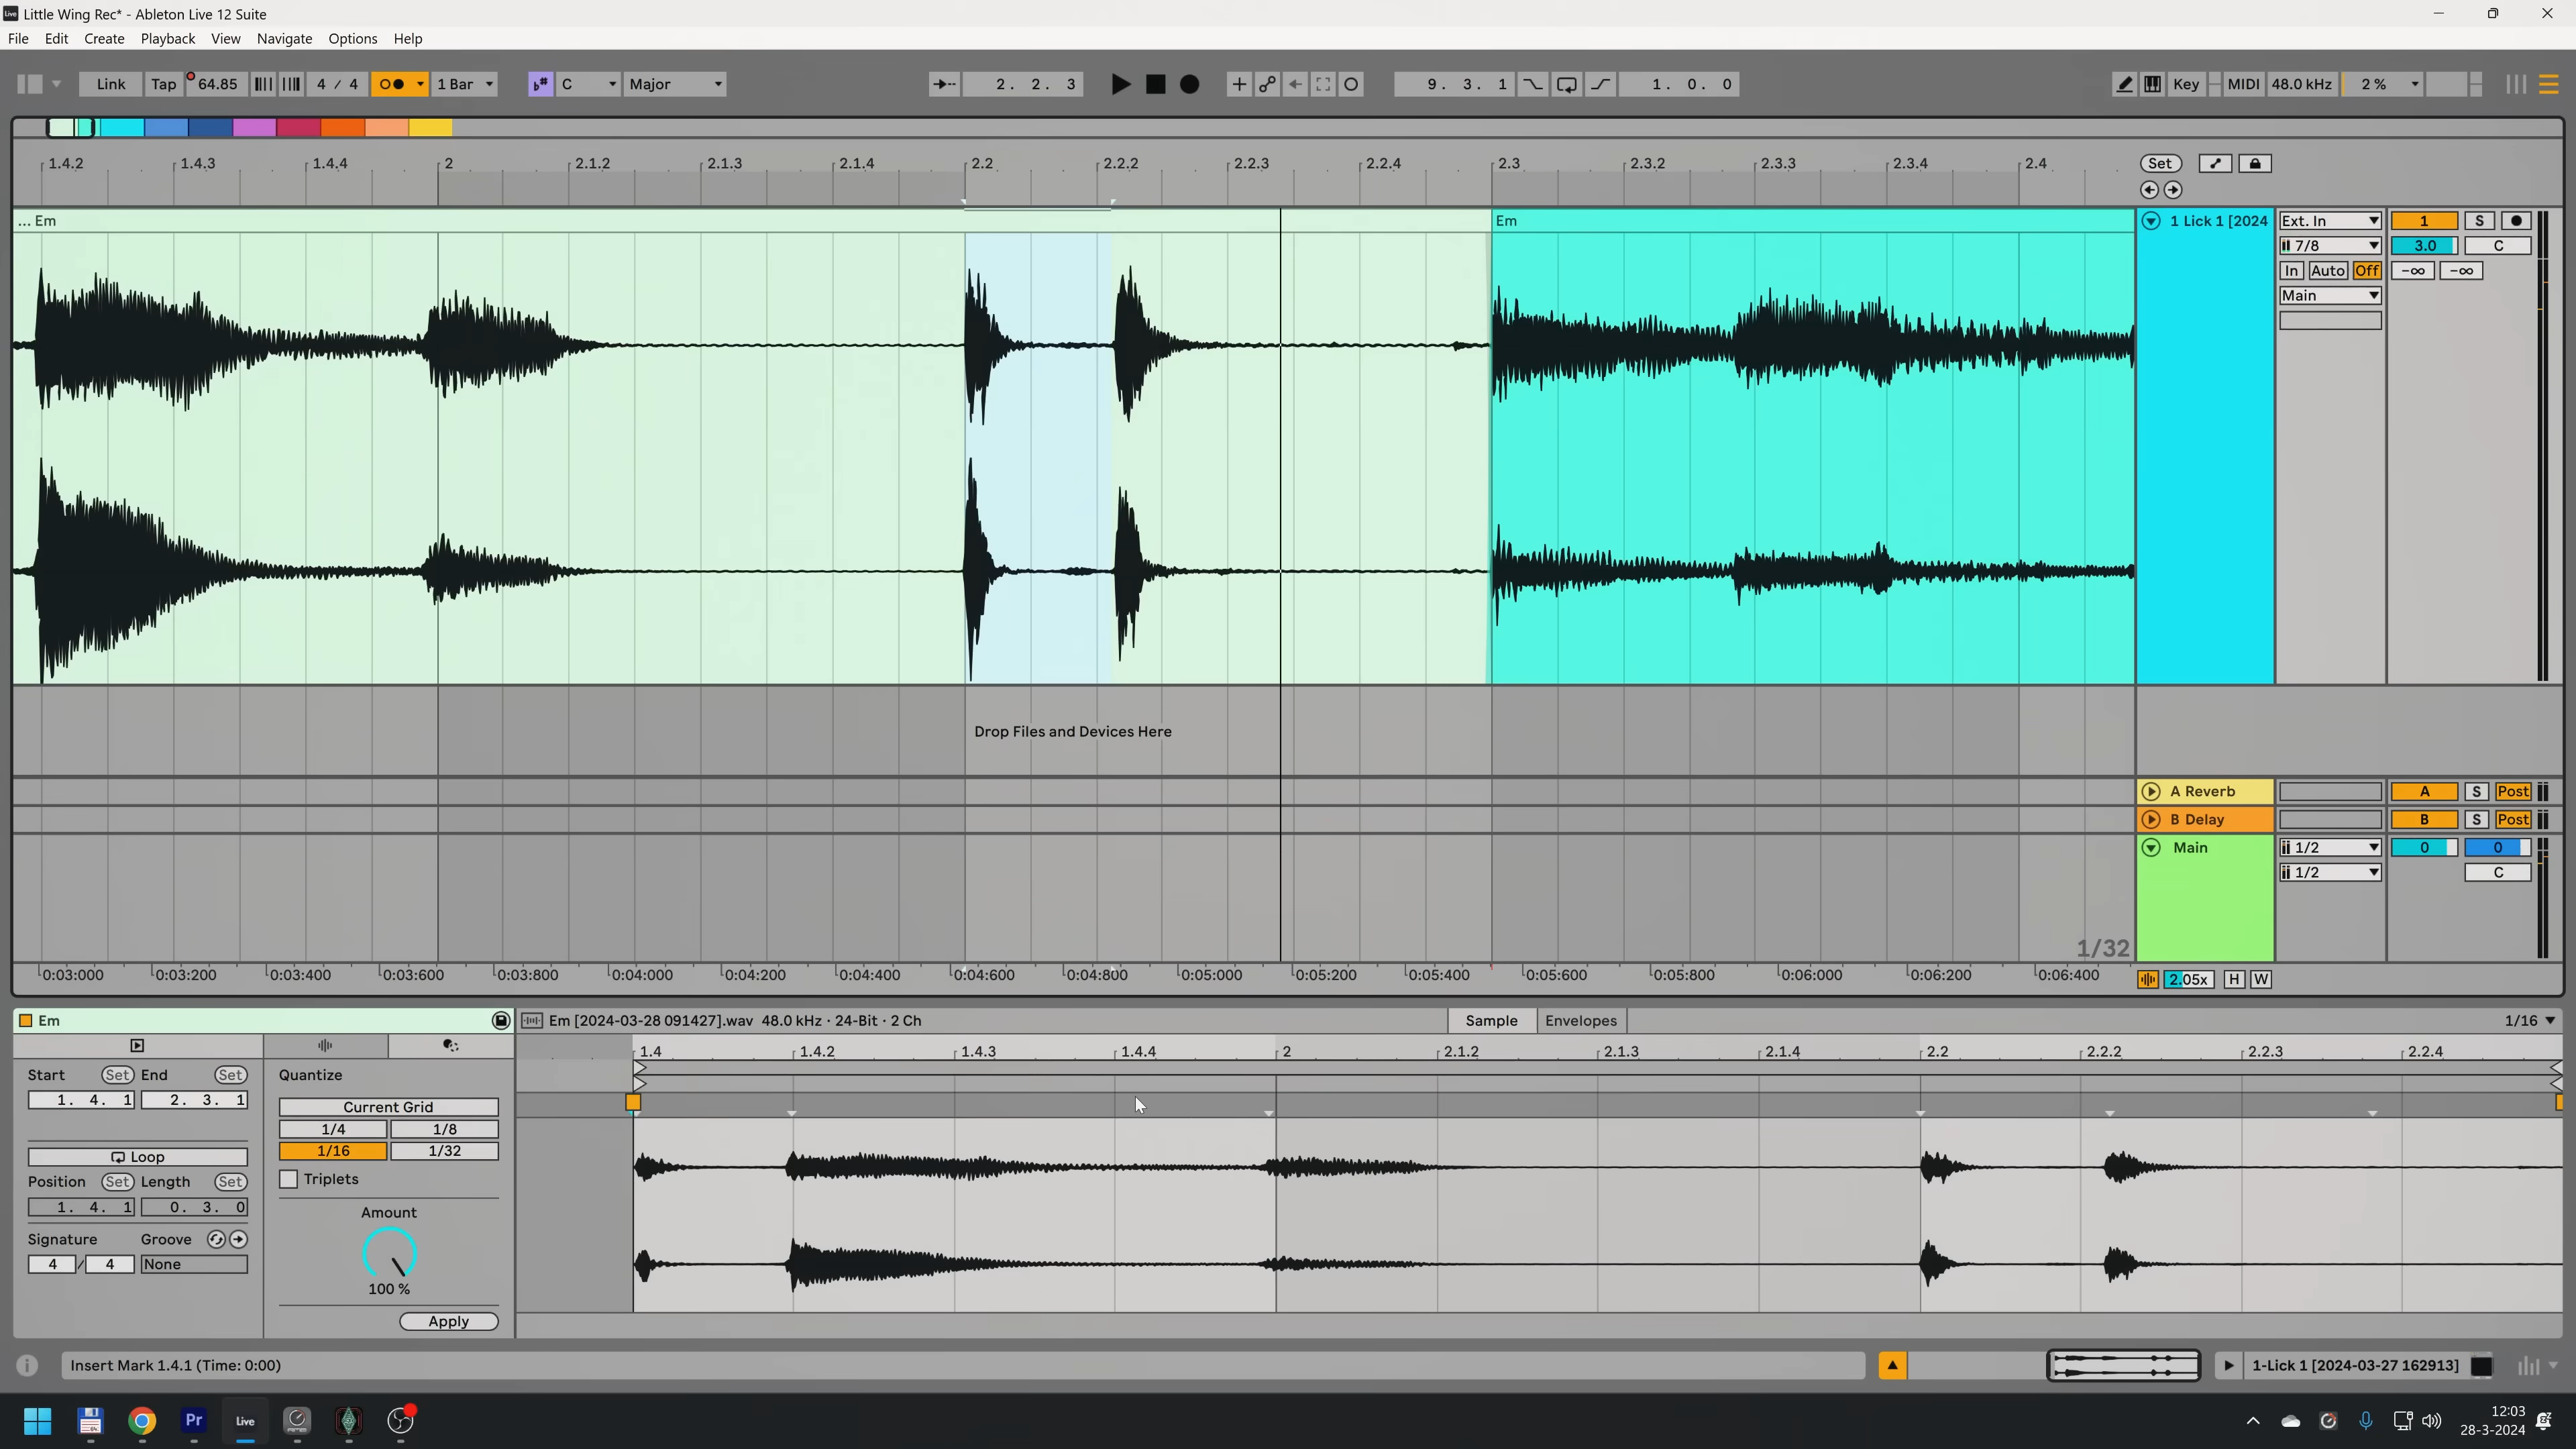 Little Wing Rec* - Ableton Live 12 Suite
File Edit Create Playback View Navigate Options Help
Link Tap 64.85 4 / 4 1 Bar C Major 2. 2. 3 9. 3. 1 1. 0. 0 Key MIDI 48.0 kHz 2 %
1.4.2 1.4.3 1.4.4 2 2.1.2 2.1.3 2.1.4 2.2 2.2.2 2.2.3 2.2.4 2.3 2.3.2 2.3.3 2.3.4 2.4 Set
... Em Em 1 Lick 1 [2024 Ext. In 1 S
7/8 3.0 C
In Auto Off -∞ -∞
Main
Drop Files and Devices Here
A Reverb A S Post
B Delay B S Post
Main 1/2 0 0
1/2 C
1/32
0:03:000 0:03:200 0:03:400 0:03:600 0:03:800 0:04:000 0:04:200 0:04:400 0:04:600 0:04:800 0:05:000 0:05:200 0:05:400 0:05:600 0:05:800 0:06:000 0:06:200 0:06:400 2.05x H W
Em Em [2024-03-28 091427].wav 48.0 kHz · 24-Bit · 2 Ch Sample Envelopes 1/16
1.4 1.4.2 1.4.3 1.4.4 2 2.1.2 2.1.3 2.1.4 2.2 2.2.2 2.2.3 2.2.4
Start Set End Set Quantize
1. 4. 1 2. 3. 1 Current Grid
1/4 1/8
Loop 1/16 1/32
Position Set Length Set Triplets
1. 4. 1 0. 3. 0 Amount
Signature Groove
4 / 4 None
100 %
Apply
Insert Mark 1.4.1 (Time: 0:00) 1-Lick 1 [2024-03-27 162913]
Pr Live 12:03
28-3-2024